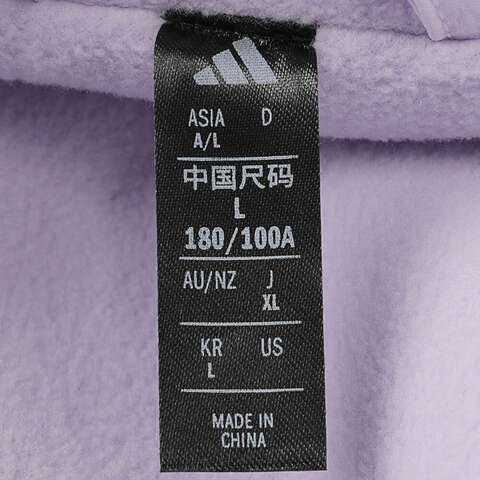 ASIA D
A/L
中国尺码
L
180/100A
AU/NZ J
XL
KR US
L
MADE IN
CHINA